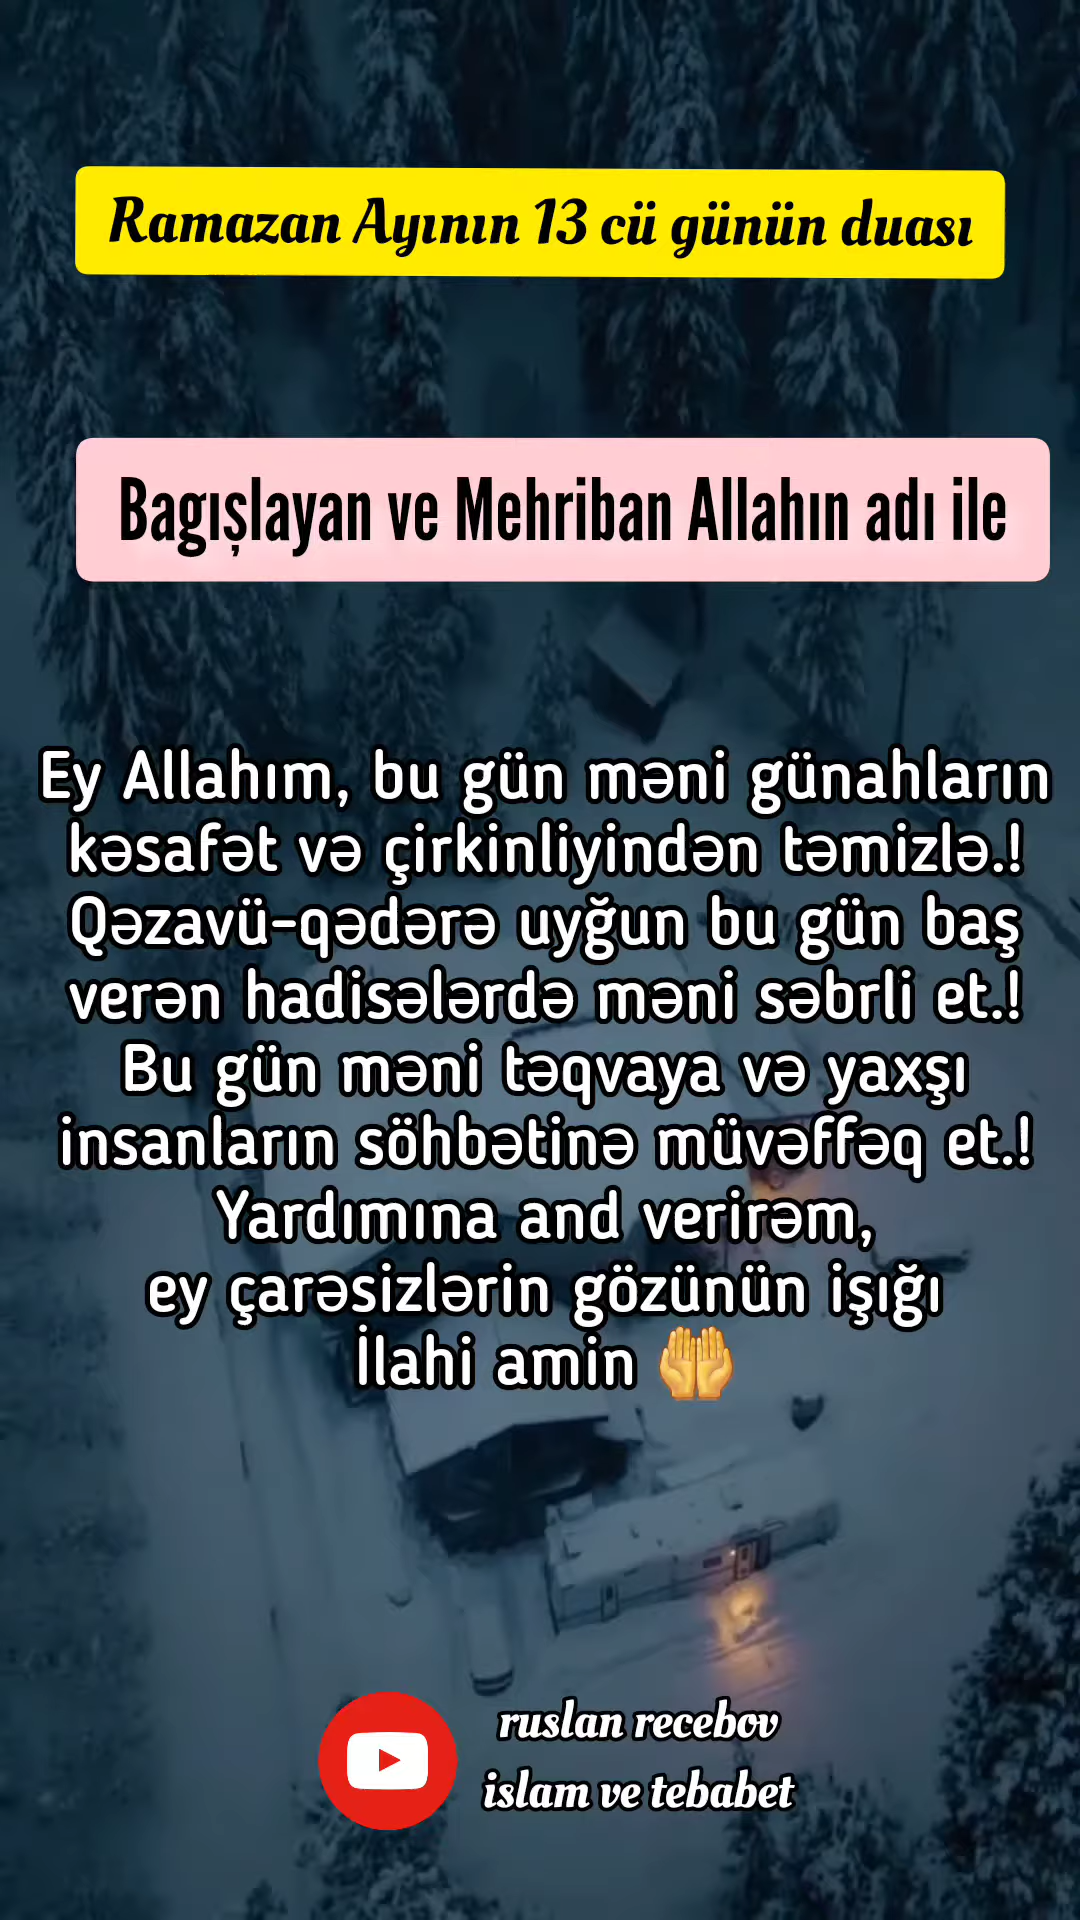 Ramazan Ayının 13 cü günün duası
Bagışlayan ve Mehriban Allahın adı ile
Ey Allahım, bu gün məni günahların
kəsafət və çirkinliyindən təmizlə.!
Qəzavü-qədərə uyğun bu gün baş
verən hadisələrdə məni səbrli et.!
Bu gün məni təqvaya və yaxşı
insanların söhbətinə müvəffəq et.!
Yardımına and verirəm,
ey çarəsizlərin gözünün işığı
İlahi amin 🤲
ruslan recebov
islam ve tebabet